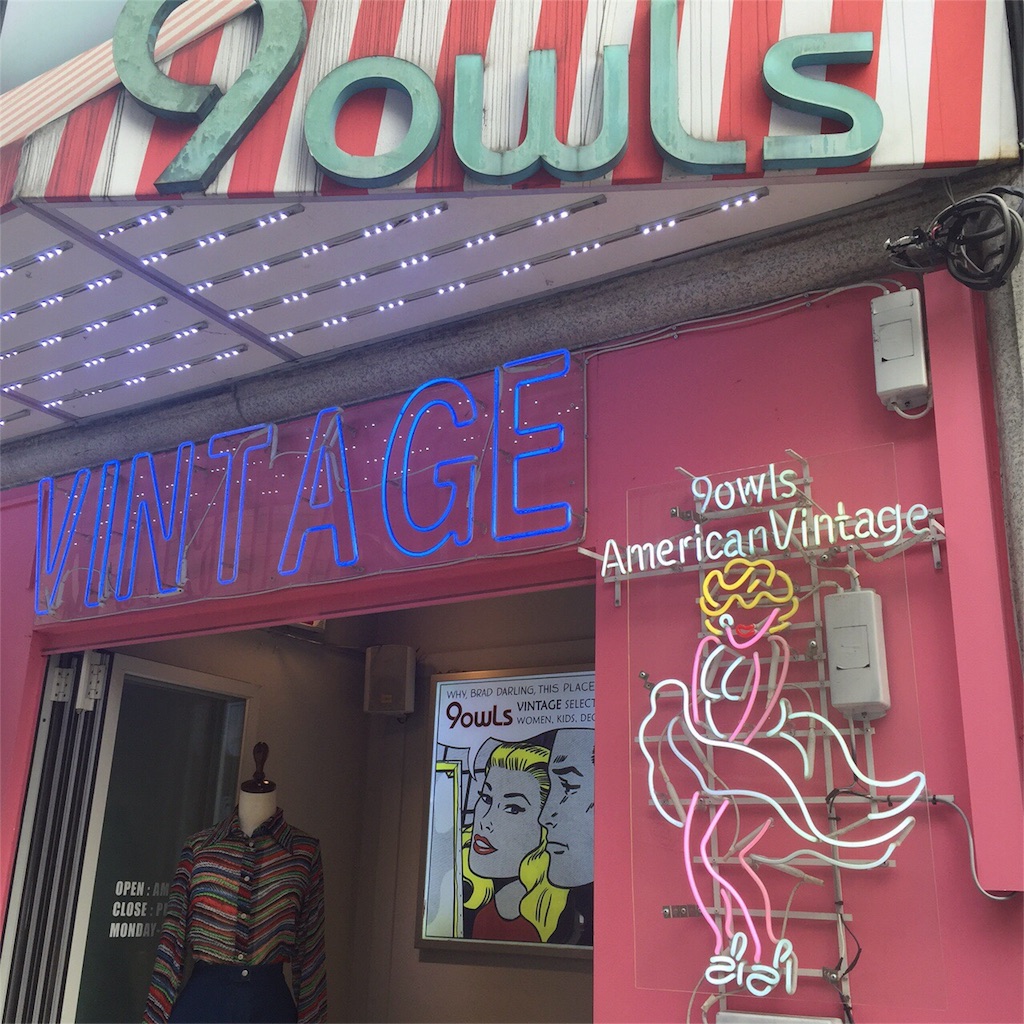 9owls
VINTAGE
9owls
AmericanVintage
WHY, BRAD DARLING, THIS PLACE
9owls
VINTAGE SELECT
WOMEN, KIDS, DEC
OPEN : AM
CLOSE : P
MONDAY-